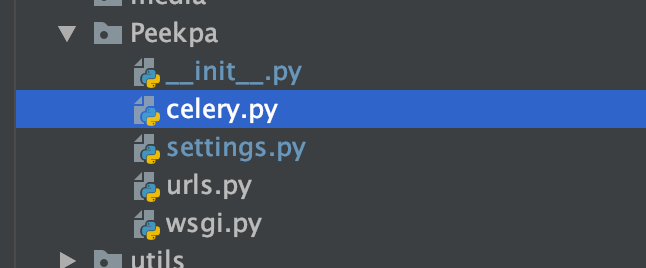 media
Peekpa
__init__.py
celery.py
settings.py
urls.py
wsgi.py
utils